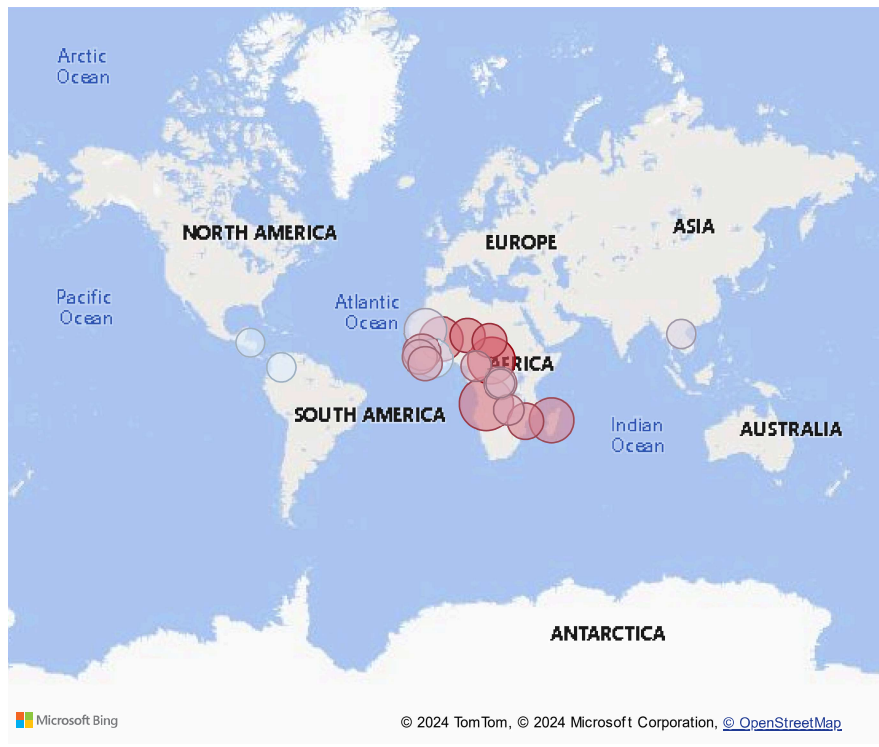 Arctic
Ocean
NORTH AMERICA
ASIA
EUROPE
Pacific
Ocean
Atlantic
Ocean
AFRICA
SOUTH AMERICA
Indian
Ocean
AUSTRALIA
ANTARCTICA
Microsoft Bing
© 2024 TomTom, © 2024 Microsoft Corporation, © OpenStreetMap